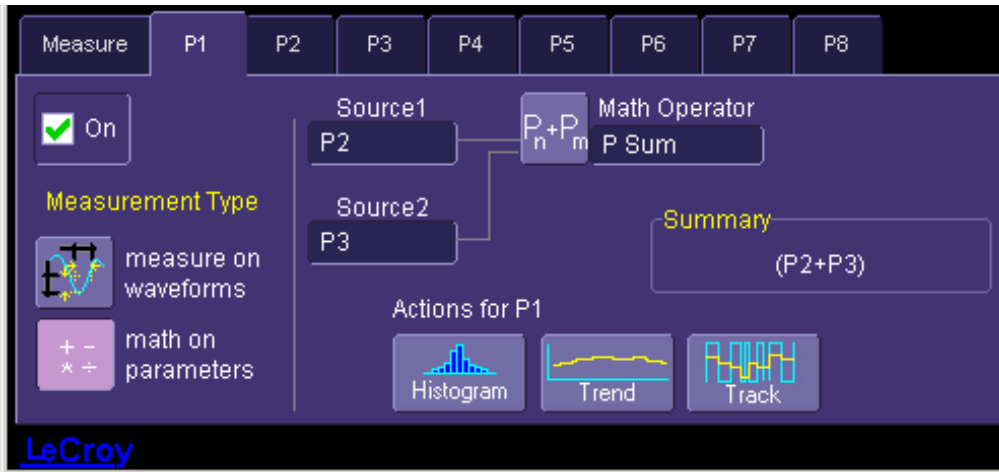 Measure P1 P2 P3 P4 P5 P6 P7 P8
On
Measurement Type
measure on
waveforms
+ -
* ÷
math on
parameters
Source1
P2
Source2
P3
Pn+Pm
Math Operator
P Sum
Summary
(P2+P3)
Actions for P1
Histogram
Trend
Track
LeCroy